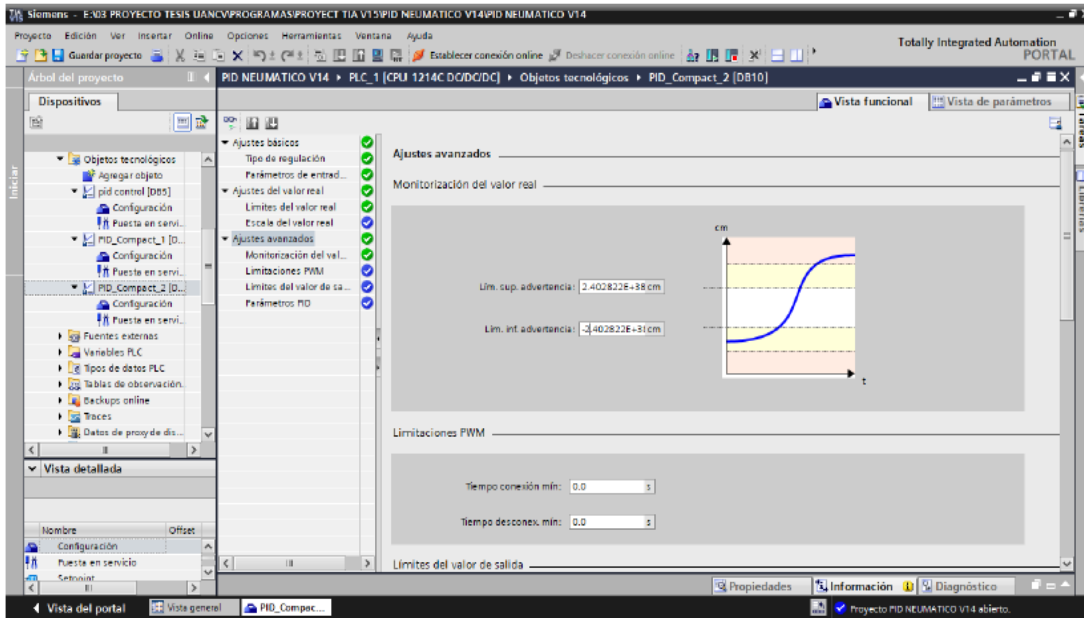 Siemens - E:\03 PROYECTO TESIS UANCV\PROGRAMAS\PROYECT TIA V15\PID NEUMATICO V14\PID NEUMATICO V14
Proyecto Edición Ver Insertar Online Opciones Herramientas Ventana Ayuda
Totally Integrated Automation
PORTAL
Guardar proyecto
Establecer conexión online
Deshacer conexión online
Árbol del proyecto
PID NEUMATICO V14 PLC_1 [CPU 1214C DC/DC/DC] Objetos tecnológicos PID_Compact_2 [DB10]
Dispositivos
Vista funcional
Vista de parámetros
Iniciar
Objetos tecnológicos
Agregar objeto
pid control [DB5]
Configuración
Puesta en servi...
PID_Compact_1 [D...
Configuración
Puesta en servi...
PID_Compact_2 [D...
Configuración
Puesta en servi...
Fuentes externas
Variables PLC
Tipos de datos PLC
Tablas de observación...
Backups online
Traces
Datos de proxy de dis...
Vista detallada
Nombre Offset
Configuración
Puesta en servicio
Setpoint
Ajustes básicos
Tipo de regulación
Parámetros de entrad...
Ajustes del valor real
Límites del valor real
Escala del valor real
Ajustes avanzados
Monitorización del val...
Limitaciones PWM
Límites del valor de sa...
Parámetros PID
Ajustes avanzados
Monitorización del valor real
cm
Lím. sup. advertencia: 2.402822E+38 cm
Lím. inf. advertencia: -2.402822E+3 cm
t
Limitaciones PWM
Tiempo conexión mín: 0.0 s
Tiempo desconex. mín: 0.0 s
Límites del valor de salida
Tareas
Librerías
Propiedades
Información
Diagnóstico
Vista del portal
Vista general
PID_Compac...
Proyecto PID NEUMATICO V14 abierto.